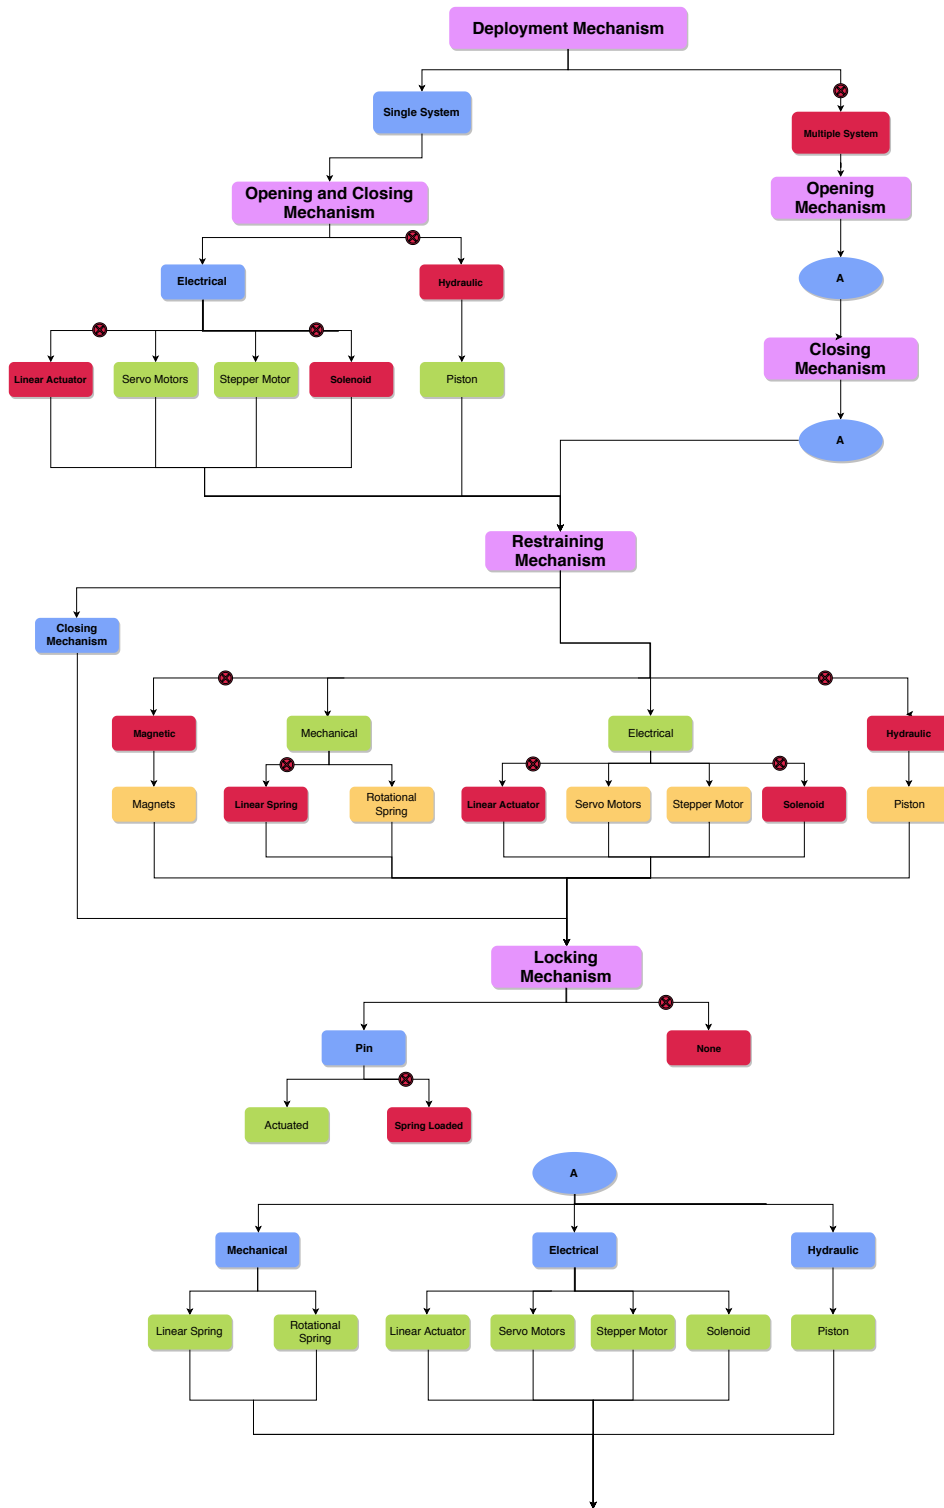 Deployment Mechanism
Single System
Multiple System
Opening and Closing
Mechanism
Opening
Mechanism
Electrical
Hydraulic
A
Linear Actuator
Servo Motors
Stepper Motor
Solenoid
Piston
Closing
Mechanism
A
Restraining
Mechanism
Closing
Mechanism
Magnetic
Mechanical
Electrical
Hydraulic
Magnets
Linear Spring
Rotational
Spring
Linear Actuator
Servo Motors
Stepper Motor
Solenoid
Piston
Locking
Mechanism
Pin
None
Actuated
Spring Loaded
A
Mechanical
Electrical
Hydraulic
Linear Spring
Rotational
Spring
Linear Actuator
Servo Motors
Stepper Motor
Solenoid
Piston